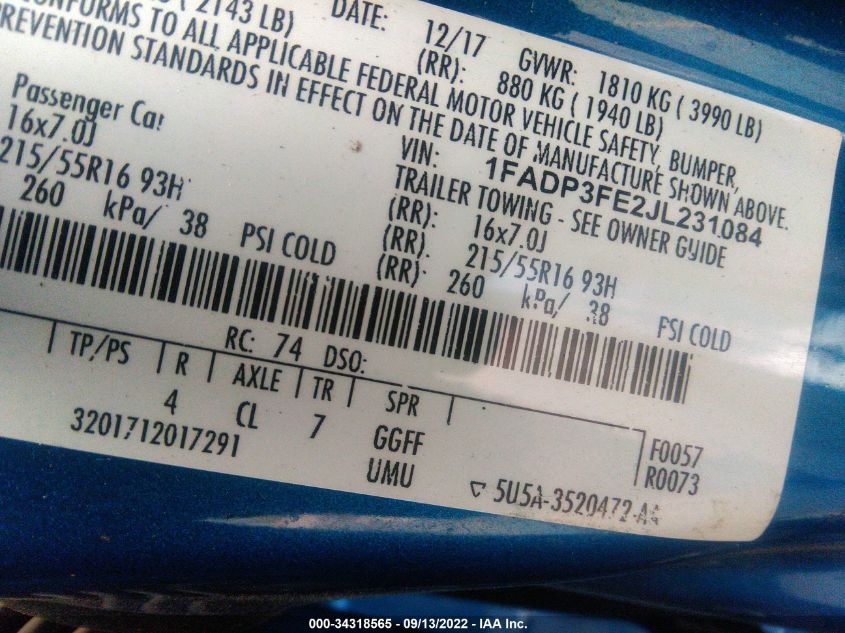 ( 2143 LB) DATE: 12/17 GVWR: 1810 KG ( 3990 LB)
(RR): 880 KG ( 1940 LB)
CONFORMS TO ALL APPLICABLE FEDERAL MOTOR VEHICLE SAFETY, BUMPER,
PREVENTION STANDARDS IN EFFECT ON THE DATE OF MANUFACTURE SHOWN ABOVE.
VIN: 1FADP3FE2JL231084
Passenger Car TRAILER TOWING - SEE OWNER GUIDE
16x7.0J (RR): 16x7.0J
215/55R16 93H (RR): 215/55R16 93H
260 kPa/ 38 PSI COLD (RR): 260 kPa/ 38 PSI COLD
RC: 74 DSO:
TP/PS R AXLE TR SPR
4 CL 7 GGFF F0057
3201712017291 UMU R0073
5U5A-3520472-AA
000-34318565 - 09/13/2022 - IAA Inc.